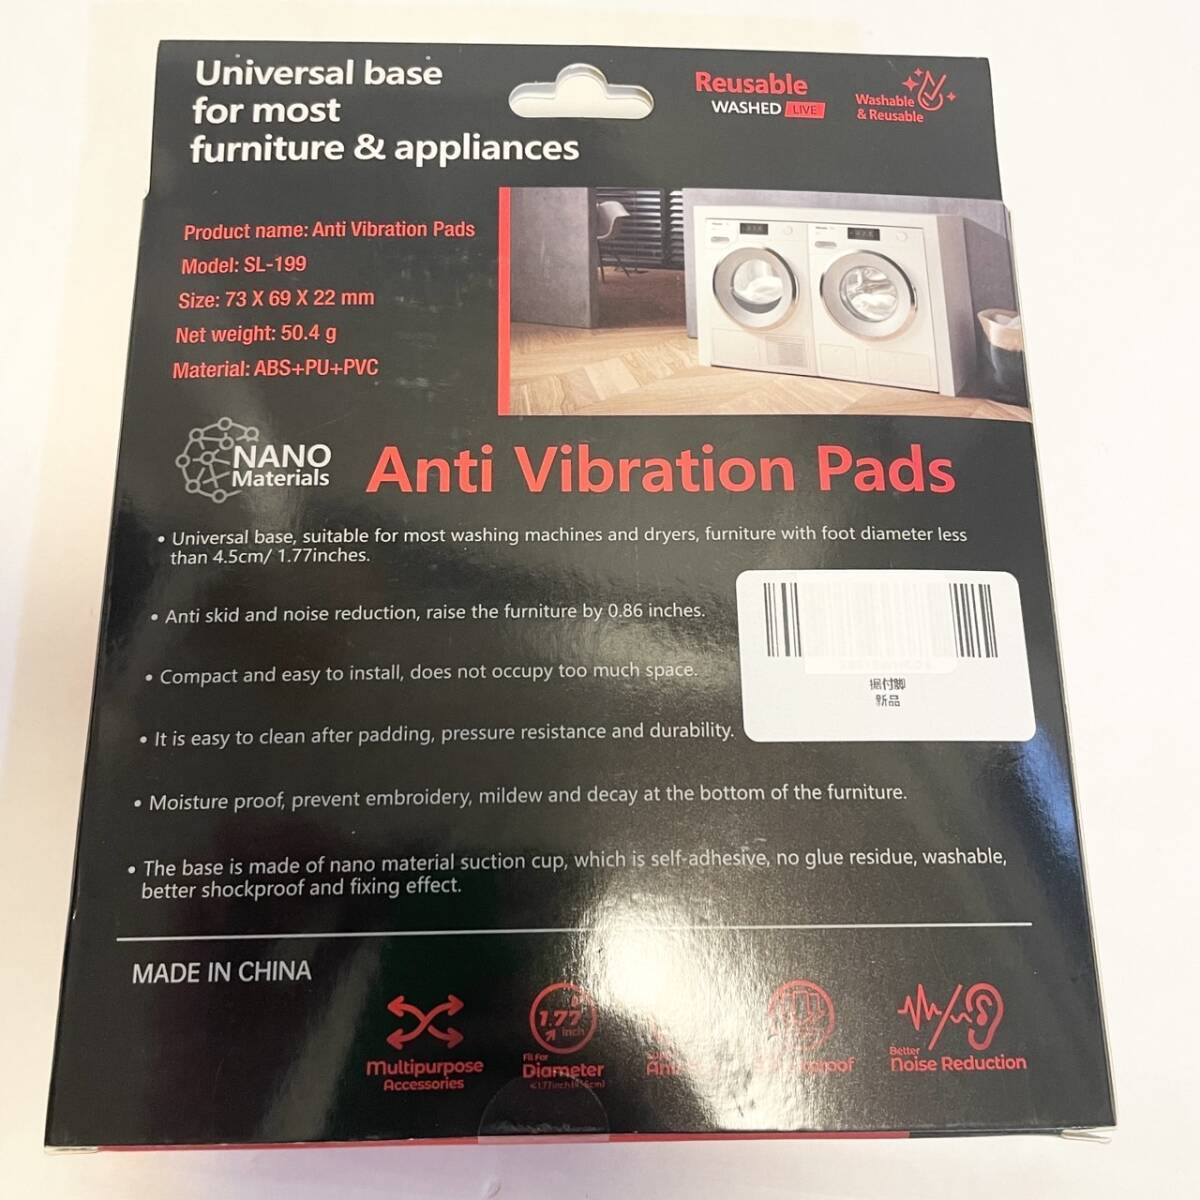 Universal base
for most
furniture & appliances
Reusable
WASHED LIVE
Washable
& Reusable
Product name: Anti Vibration Pads
Model: SL-199
Size: 73 X 69 X 22 mm
Net weight: 50.4 g
Material: ABS+PU+PVC
NANO
Materials
Anti Vibration Pads
• Universal base, suitable for most washing machines and dryers, furniture with foot diameter less
than 4.5cm/ 1.77inches.
• Anti skid and noise reduction, raise the furniture by 0.86 inches.
• Compact and easy to install, does not occupy too much space.
• It is easy to clean after padding, pressure resistance and durability.
• Moisture proof, prevent embroidery, mildew and decay at the bottom of the furniture.
• The base is made of nano material suction cup, which is self-adhesive, no glue residue, washable,
better shockproof and fixing effect.
据付脚
新品
MADE IN CHINA
Multipurpose
Accessories
1.77
inch
Fit For
Diameter
Better
Noise Reduction